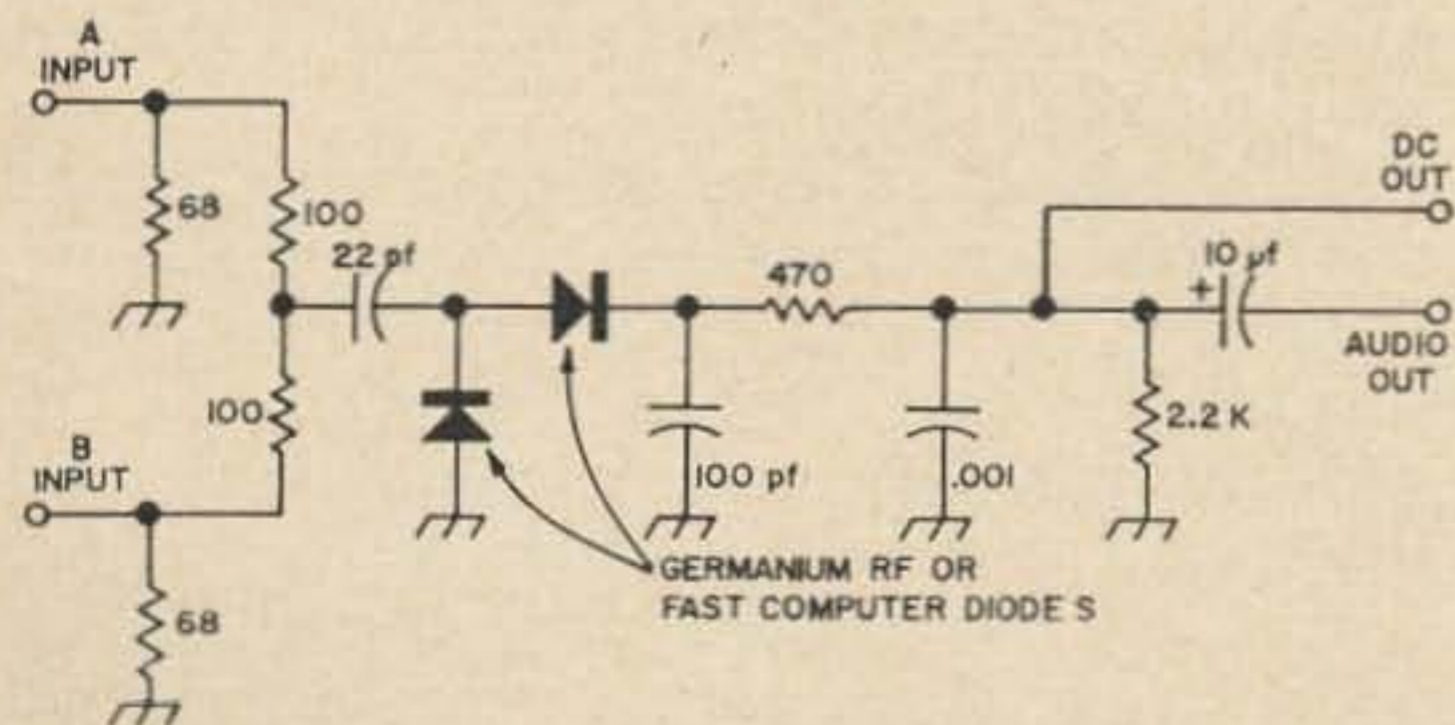 A
INPUT
68
100
22 pf
470
DC
OUT
10 µf
+
AUDIO
OUT
100
B
INPUT
100 pf
.001
2.2 K
68
GERMANIUM RF OR
FAST COMPUTER DIODE S